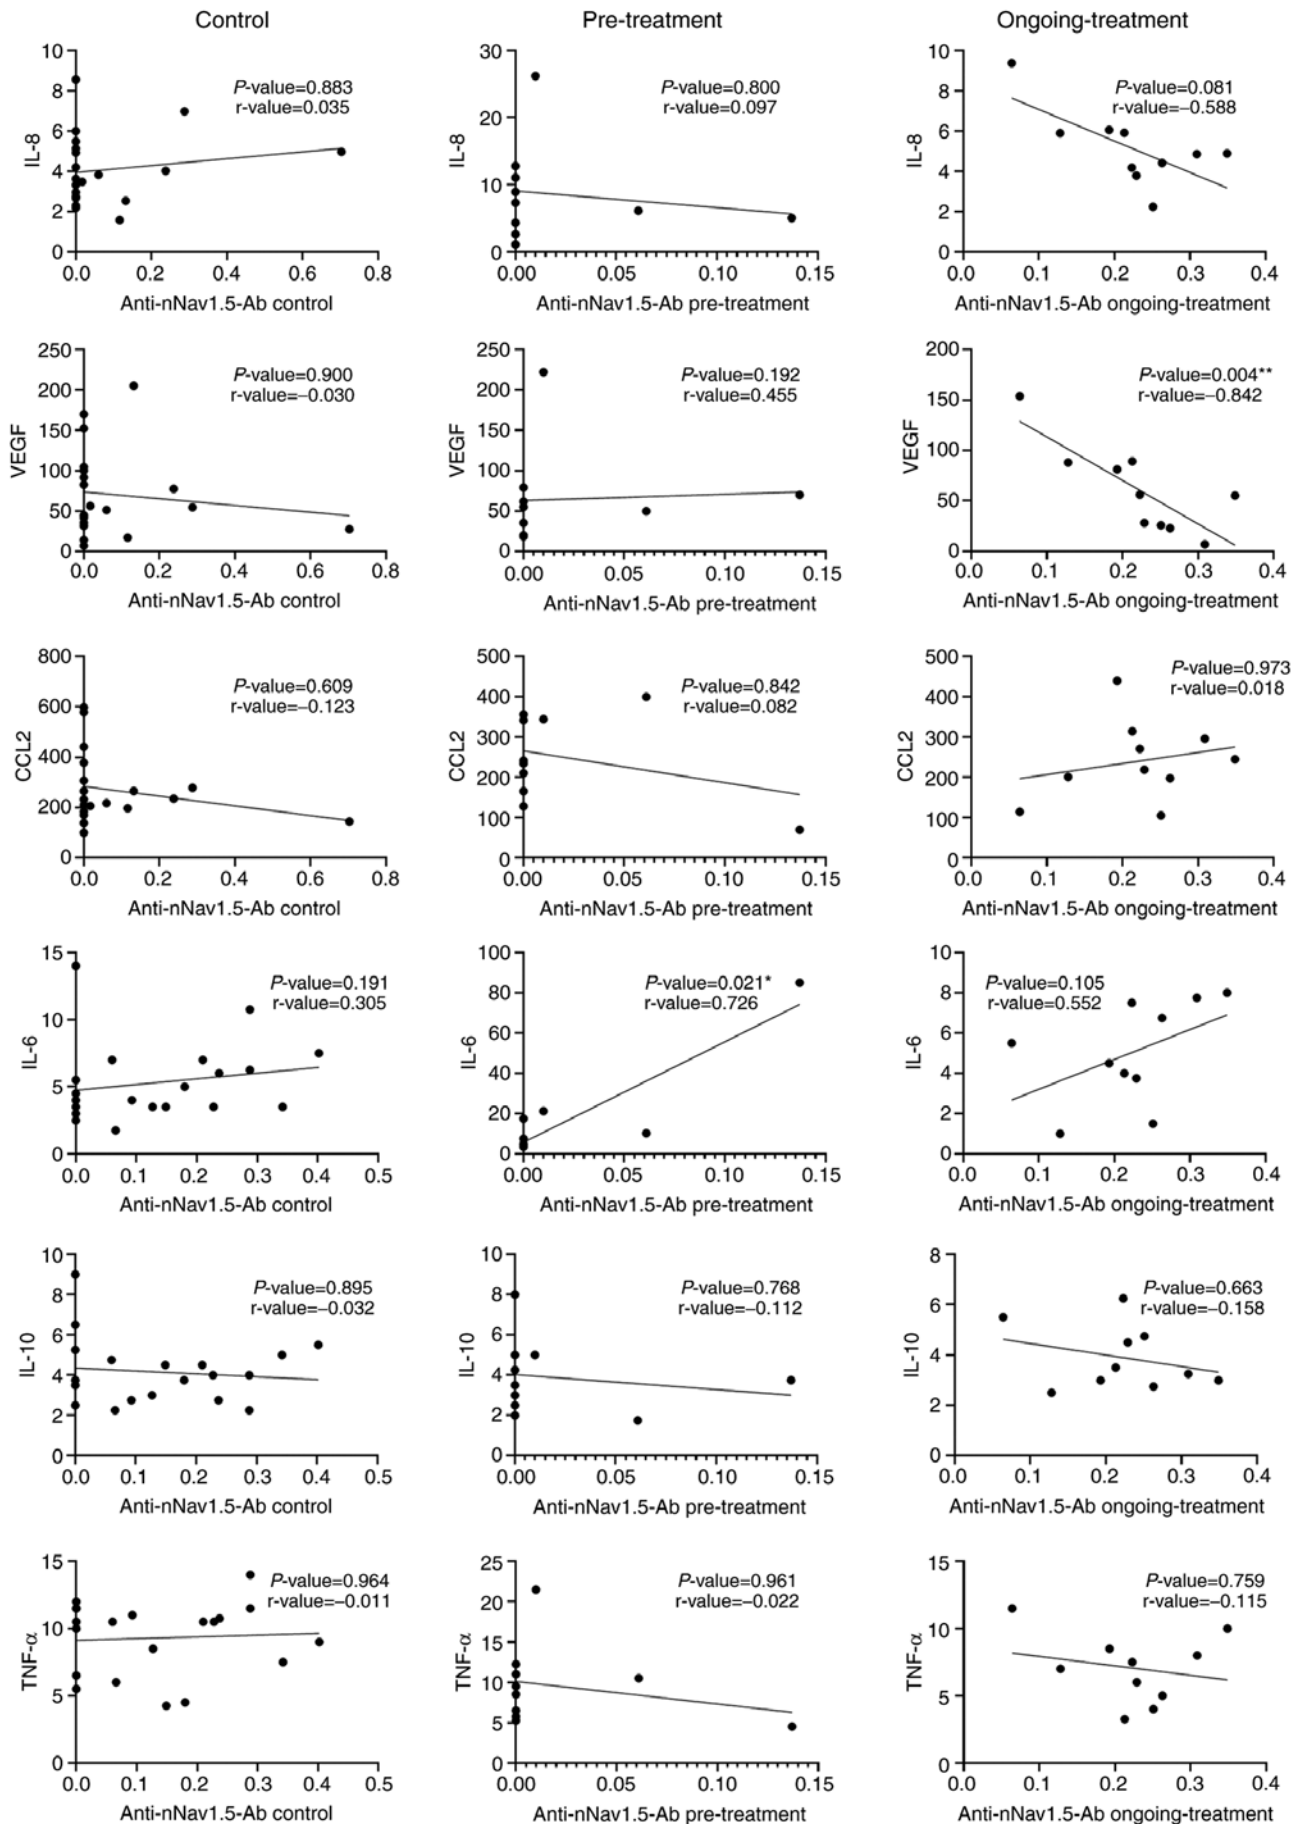 Control
Pre-treatment
Ongoing-treatment
IL-8
10
8
6
4
2
0
P-value=0.883
r-value=0.035
0.0 0.2 0.4 0.6 0.8
Anti-nNav1.5-Ab control
IL-8
30
20
10
0
P-value=0.800
r-value=0.097
0.00 0.05 0.10 0.15
Anti-nNav1.5-Ab pre-treatment
IL-8
10
8
6
4
2
0
P-value=0.081
r-value=−0.588
0.0 0.1 0.2 0.3 0.4
Anti-nNav1.5-Ab ongoing-treatment
VEGF
250
200
150
100
50
0
P-value=0.900
r-value=−0.030
0.0 0.2 0.4 0.6 0.8
Anti-nNav1.5-Ab control
VEGF
250
200
150
100
50
0
P-value=0.192
r-value=0.455
0.00 0.05 0.10 0.15
Anti-nNav1.5-Ab pre-treatment
VEGF
200
150
100
50
0
P-value=0.004**
r-value=−0.842
0.0 0.1 0.2 0.3 0.4
Anti-nNav1.5-Ab ongoing-treatment
CCL2
800
600
400
200
0
P-value=0.609
r-value=−0.123
0.0 0.2 0.4 0.6 0.8
Anti-nNav1.5-Ab control
CCL2
500
400
300
200
100
0
P-value=0.842
r-value=0.082
0.00 0.05 0.10 0.15
Anti-nNav1.5-Ab pre-treatment
CCL2
500
400
300
200
100
0
P-value=0.973
r-value=0.018
0.0 0.1 0.2 0.3 0.4
Anti-nNav1.5-Ab ongoing-treatment
IL-6
15
10
5
0
P-value=0.191
r-value=0.305
0.0 0.1 0.2 0.3 0.4 0.5
Anti-nNav1.5-Ab control
IL-6
100
80
60
40
20
0
P-value=0.021*
r-value=0.726
0.00 0.05 0.10 0.15
Anti-nNav1.5-Ab pre-treatment
IL-6
10
8
6
4
2
0
P-value=0.105
r-value=0.552
0.0 0.1 0.2 0.3 0.4
Anti-nNav1.5-Ab ongoing-treatment
IL-10
10
8
6
4
2
0
P-value=0.895
r-value=−0.032
0.0 0.1 0.2 0.3 0.4 0.5
Anti-nNav1.5-Ab control
IL-10
10
8
6
4
2
0
P-value=0.768
r-value=−0.112
0.00 0.05 0.10 0.15
Anti-nNav1.5-Ab pre-treatment
IL-10
8
6
4
2
0
P-value=0.663
r-value=−0.158
0.0 0.1 0.2 0.3 0.4
Anti-nNav1.5-Ab ongoing-treatment
TNF-α
15
10
5
0
P-value=0.964
r-value=−0.011
0.0 0.1 0.2 0.3 0.4 0.5
Anti-nNav1.5-Ab control
TNF-α
25
20
15
10
5
0
P-value=0.961
r-value=−0.022
0.00 0.05 0.10 0.15
Anti-nNav1.5-Ab pre-treatment
TNF-α
15
10
5
0
P-value=0.759
r-value=−0.115
0.0 0.1 0.2 0.3 0.4
Anti-nNav1.5-Ab ongoing-treatment